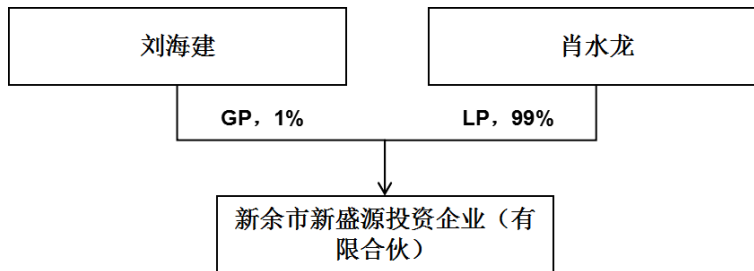 刘海建
肖水龙
GP，1%
LP，99%
新余市新盛源投资企业（有
限合伙）